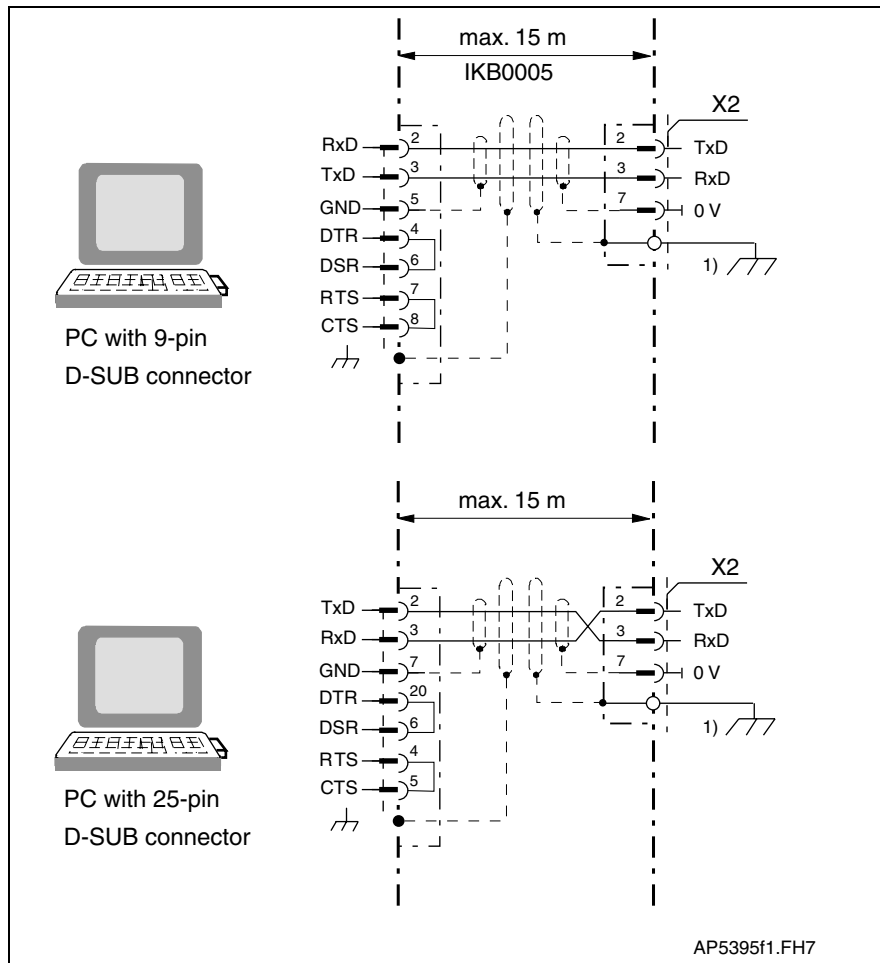 max. 15 m
IKB0005
X2
RxD 2 2 TxD
TxD 3 3 RxD
GND 5 7 0 V
DTR 4
DSR 6 1)
RTS 7
CTS 8
PC with 9-pin
D-SUB connector
max. 15 m
X2
TxD 2 2 TxD
RxD 3 3 RxD
GND 7 7 0 V
DTR 20
DSR 6 1)
RTS 4
CTS 5
PC with 25-pin
D-SUB connector
AP5395f1.FH7